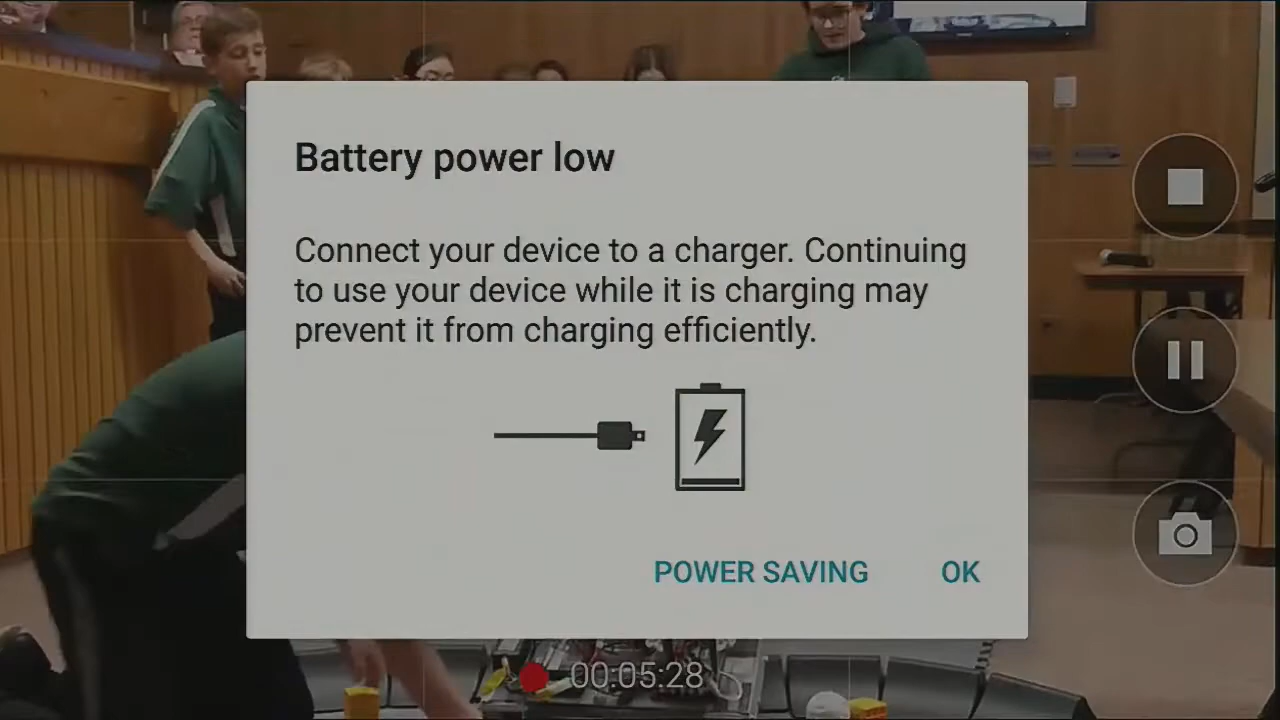 Battery power low
Connect your device to a charger. Continuing
to use your device while it is charging may
prevent it from charging efficiently.
POWER SAVING OK
00:05:28